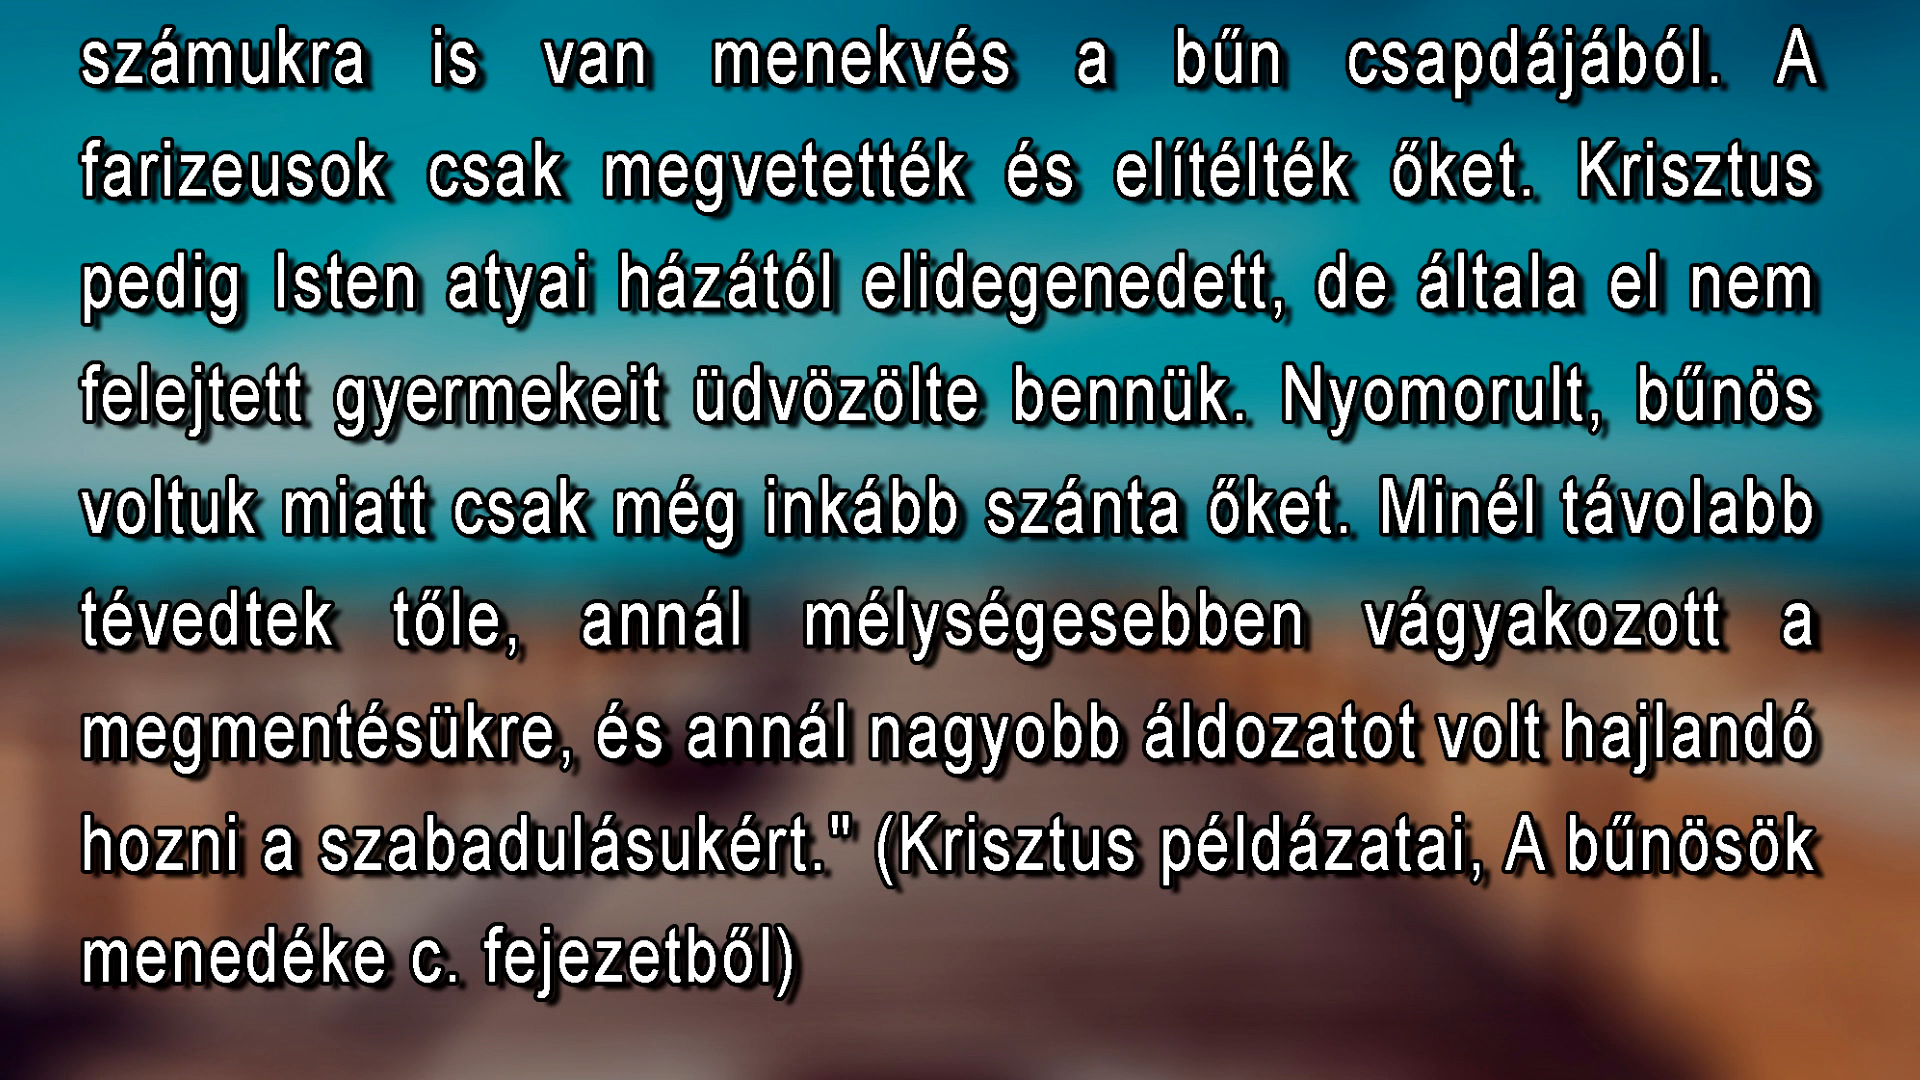 számukra is van menekvés a bűn csapdájából. A
farizeusok csak megvetették és elítélték őket. Krisztus
pedig Isten atyai házától elidegenedett, de általa el nem
felejtett gyermekeit üdvözölte bennük. Nyomorult, bűnös
voltuk miatt csak még inkább szánta őket. Minél távolabb
tévedtek tőle, annál mélységesebben vágyakozott a
megmentésükre, és annál nagyobb áldozatot volt hajlandó
hozni a szabadulásukért." (Krisztus példázatai, A bűnösök
menedéke c. fejezetből)